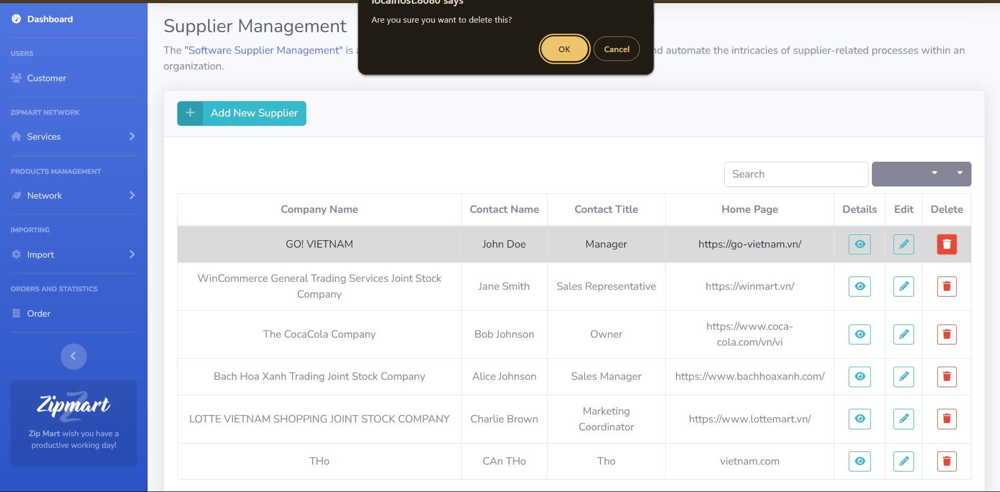 localhost:8080 says
Are you sure you want to delete this?
OK
Cancel
Dashboard
USERS
Customer
ZIPMART NETWORK
Services
PRODUCTS MANAGEMENT
Network
IMPORTING
Import
ORDERS AND STATISTICS
Order
Zipmart
Zip Mart wish you have a
productive working day!
Supplier Management
The "Software Supplier Management" is
automate the intricacies of supplier-related processes within an
organization.
Add New Supplier
Search
Company Name Contact Name Contact Title Home Page Details Edit Delete
GO! VIETNAM John Doe Manager https://go-vietnam.vn/
WinCommerce General Trading Services Joint Stock
Company Jane Smith Sales Representative https://winmart.vn/
The CocaCola Company Bob Johnson Owner https://www.coca-
cola.com/vn/vi
Bach Hoa Xanh Trading Joint Stock Company Alice Johnson Sales Manager https://www.bachhoaxanh.com/
LOTTE VIETNAM SHOPPING JOINT STOCK COMPANY Charlie Brown Marketing
Coordinator https://www.lottemart.vn/
THo CAn THo Tho vietnam.com